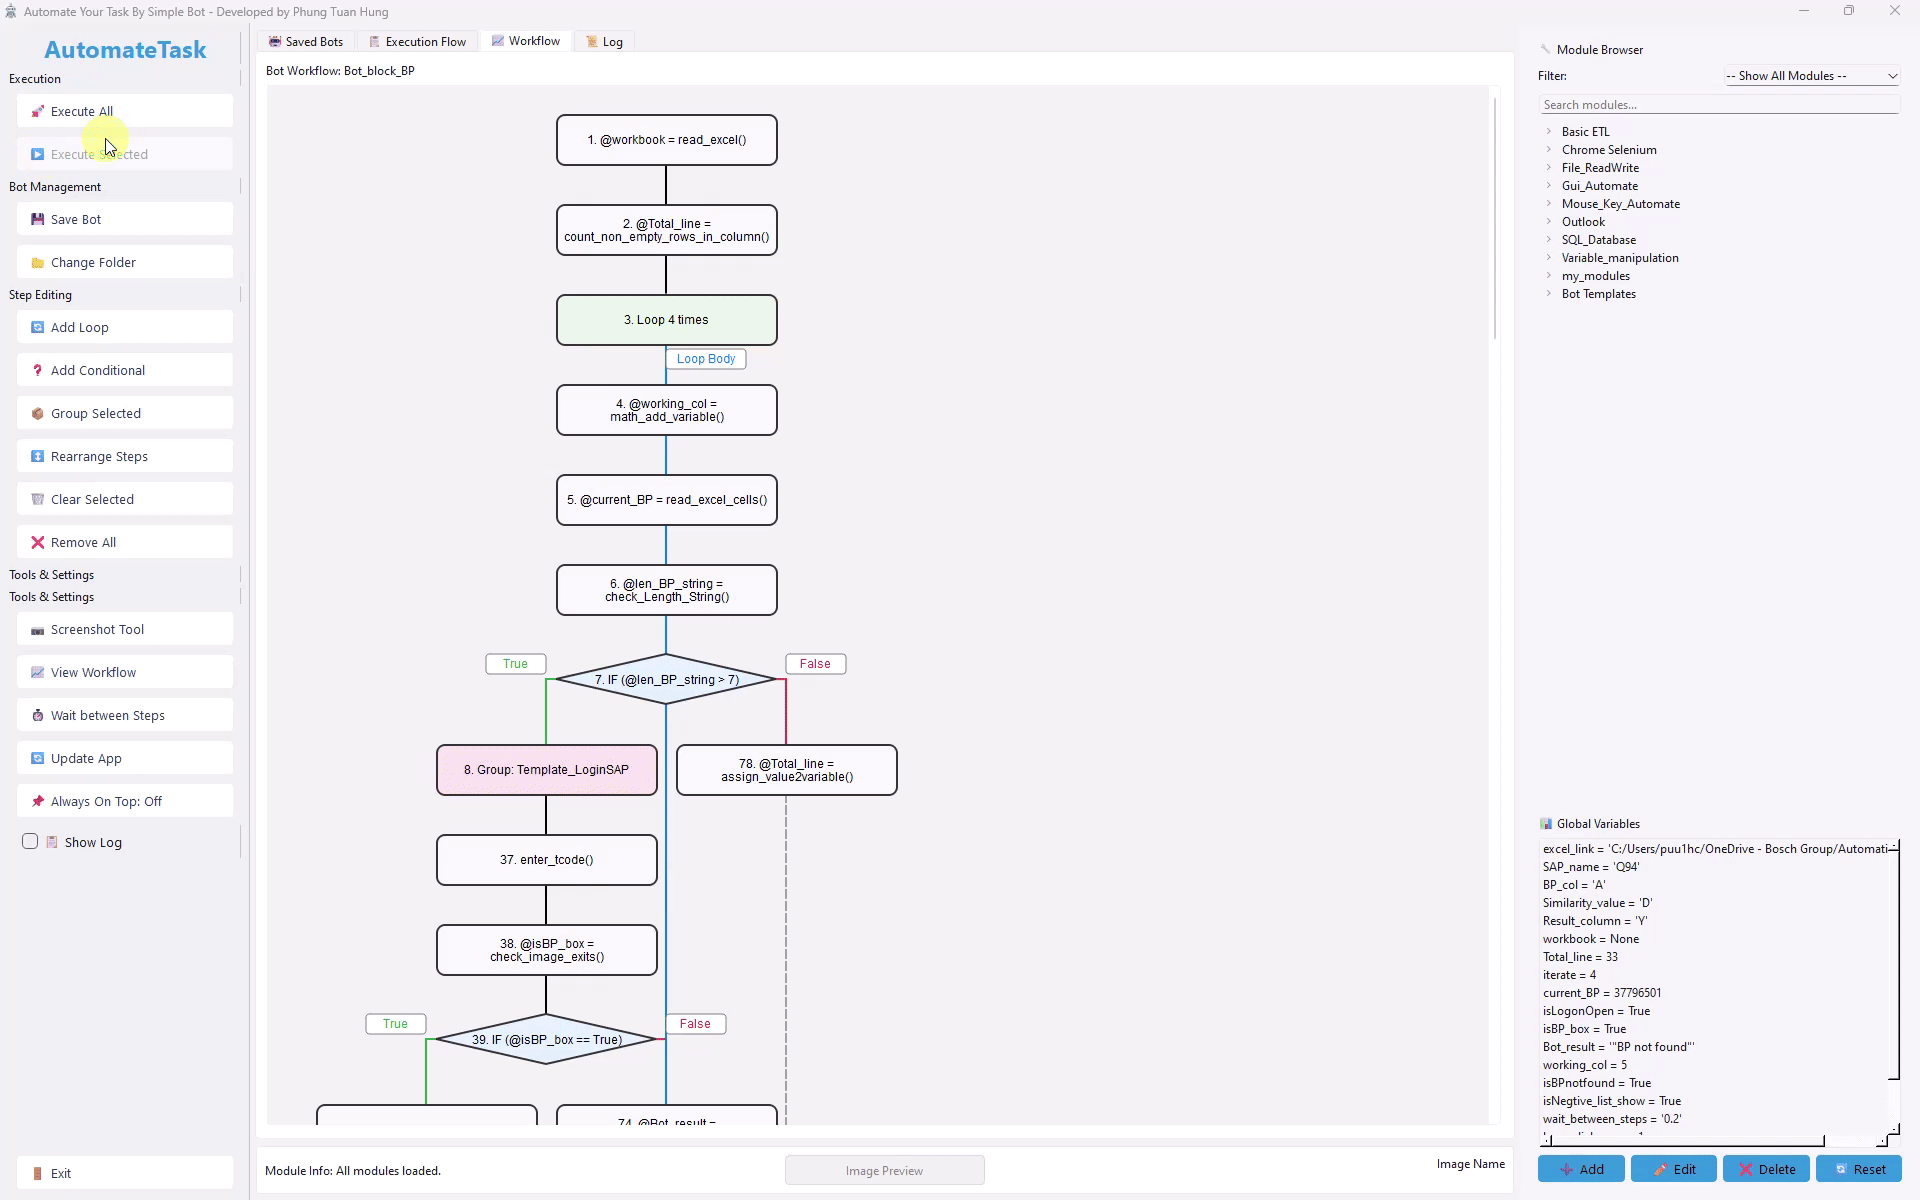 Automate Your Task By Simple Bot - Developed by Phung Tuan Hung
AutomateTask
Execution
Execute All
Execute Selected
Bot Management
Save Bot
Change Folder
Step Editing
Add Loop
Add Conditional
Group Selected
Rearrange Steps
Clear Selected
Remove All
Tools & Settings
Tools & Settings
Screenshot Tool
View Workflow
Wait between Steps
Update App
Always On Top: Off
Show Log
Exit
Saved Bots
Execution Flow
Workflow
Log
Bot Workflow: Bot_block_BP
1. @workbook = read_excel()
2. @Total_line =
count_non_empty_rows_in_column()
3. Loop 4 times
Loop Body
4. @working_col =
math_add_variable()
5. @current_BP = read_excel_cells()
6. @len_BP_string =
check_Length_String()
True
False
7. IF (@len_BP_string > 7)
8. Group: Template_LoginSAP
78. @Total_line =
assign_value2variable()
37. enter_tcode()
38. @isBP_box =
check_image_exits()
True
False
39. IF (@isBP_box == True)
74. @Bot_result =
Module Info: All modules loaded.
Image Preview
Image Name
Module Browser
Filter:
-- Show All Modules --
Search modules...
Basic ETL
Chrome Selenium
File_ReadWrite
Gui_Automate
Mouse_Key_Automate
Outlook
SQL_Database
Variable_manipulation
my_modules
Bot Templates
Global Variables
excel_link = 'C:/Users/puu1hc/OneDrive - Bosch Group/Automati
SAP_name = 'Q94'
BP_col = 'A'
Similarity_value = 'D'
Result_column = 'Y'
workbook = None
Total_line = 33
iterate = 4
current_BP = 37796501
isLogonOpen = True
isBP_box = True
Bot_result = '"BP not found"'
working_col = 5
isBPnotfound = True
isNegtive_list_show = True
wait_between_steps = '0.2'
Add
Edit
Delete
Reset